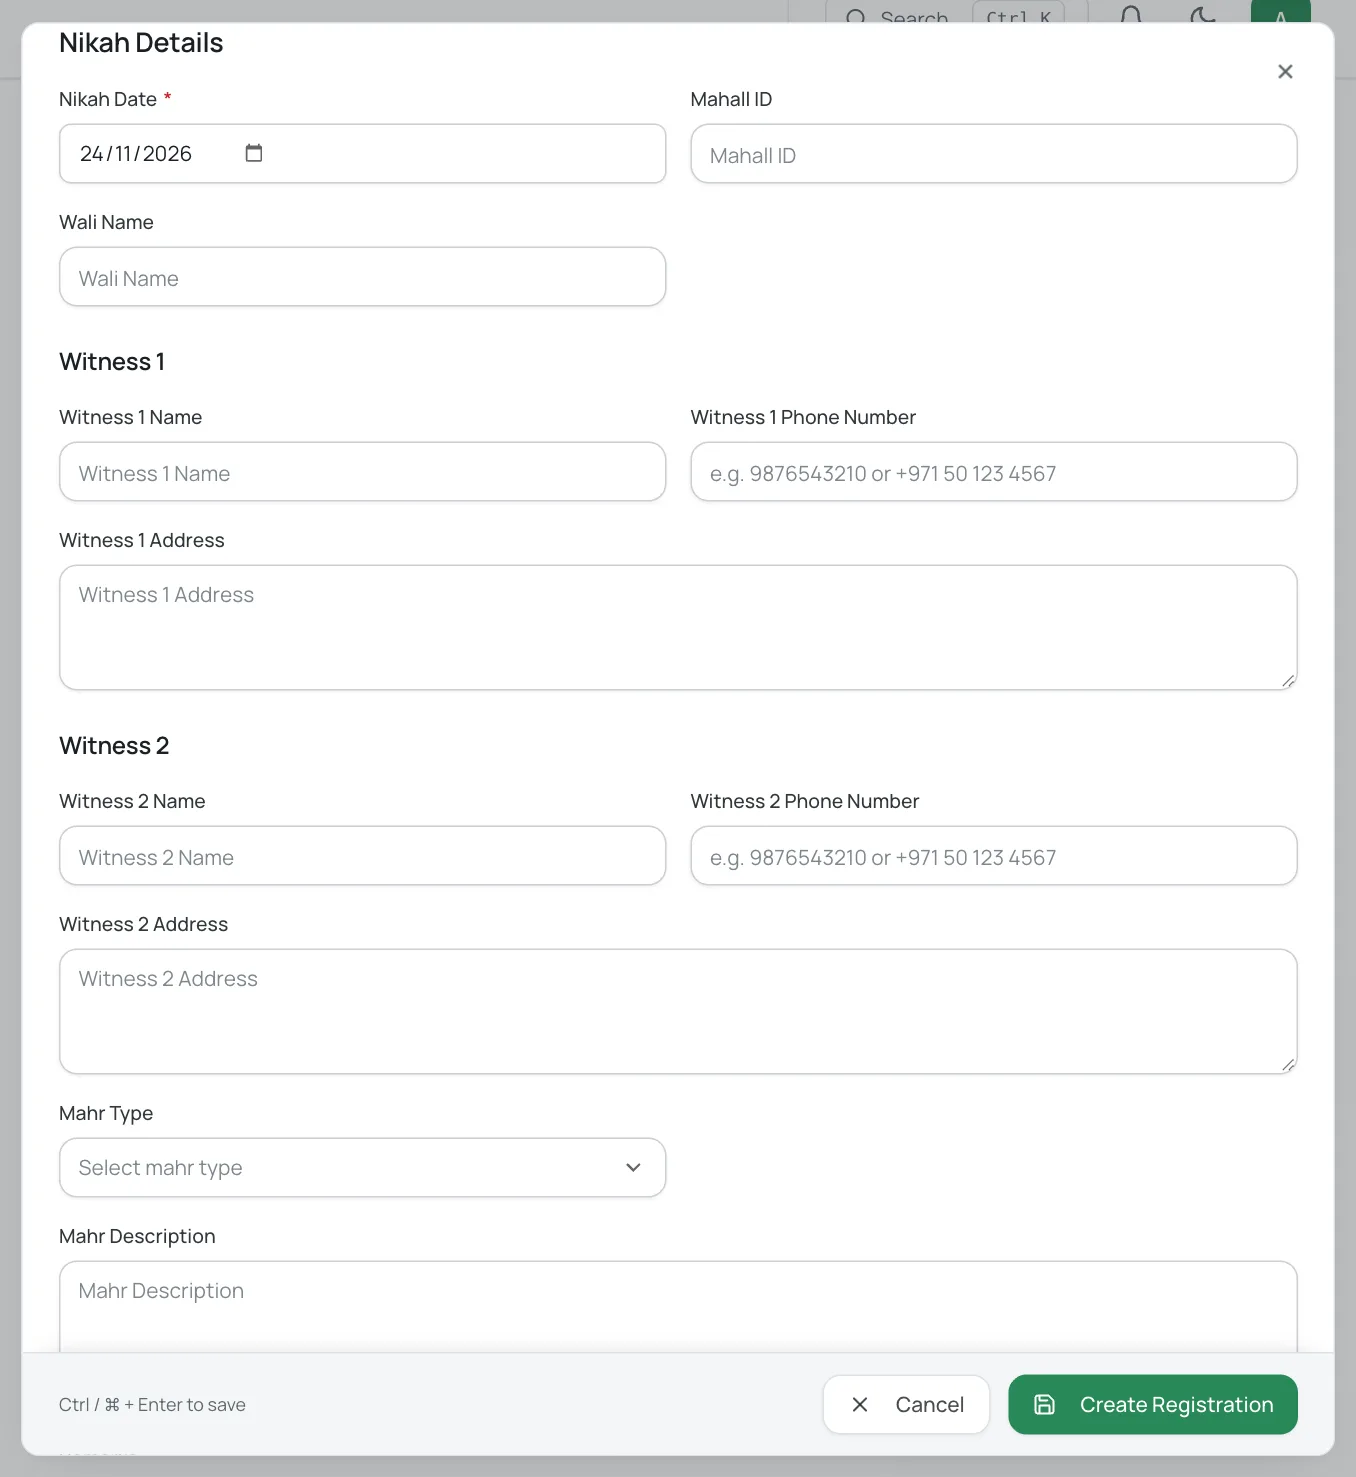 Search Ctrl K A
Nikah Details
Nikah Date * Mahall ID
24/11/2026 Mahall ID
Wali Name
Wali Name
Witness 1
Witness 1 Name Witness 1 Phone Number
Witness 1 Name e.g. 9876543210 or +971 50 123 4567
Witness 1 Address
Witness 1 Address
Witness 2
Witness 2 Name Witness 2 Phone Number
Witness 2 Name e.g. 9876543210 or +971 50 123 4567
Witness 2 Address
Witness 2 Address
Mahr Type
Select mahr type
Mahr Description
Mahr Description
Ctrl / ⌘ + Enter to save Cancel Create Registration